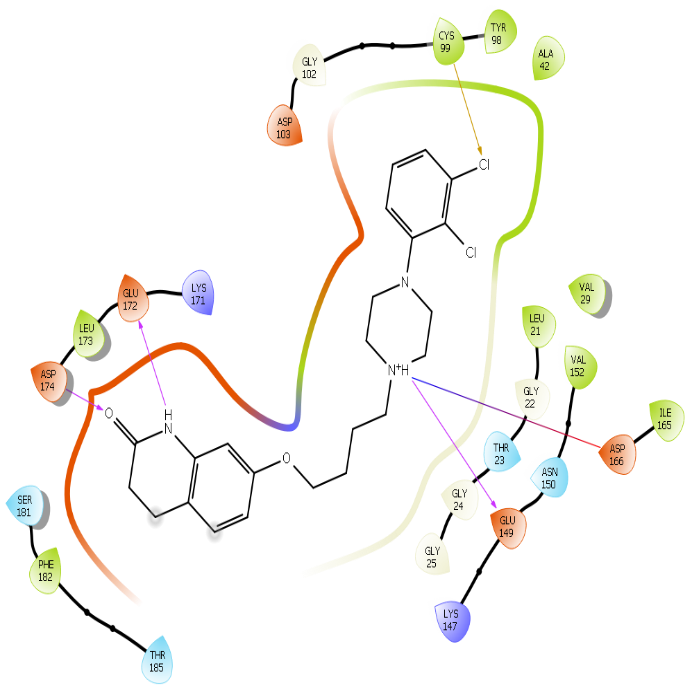 TYR
98
CYS
99
ALA
42
GLY
102
ASP
103
Cl
Cl
N
LYS
171
GLU
172
LEU
173
ASP
174
VAL
29
LEU
21
VAL
152
GLY
22
N⁺H
ILE
165
ASP
166
H
N
O
O
THR
23
ASN
150
GLY
24
GLU
149
GLY
25
SER
181
PHE
182
LYS
147
THR
185